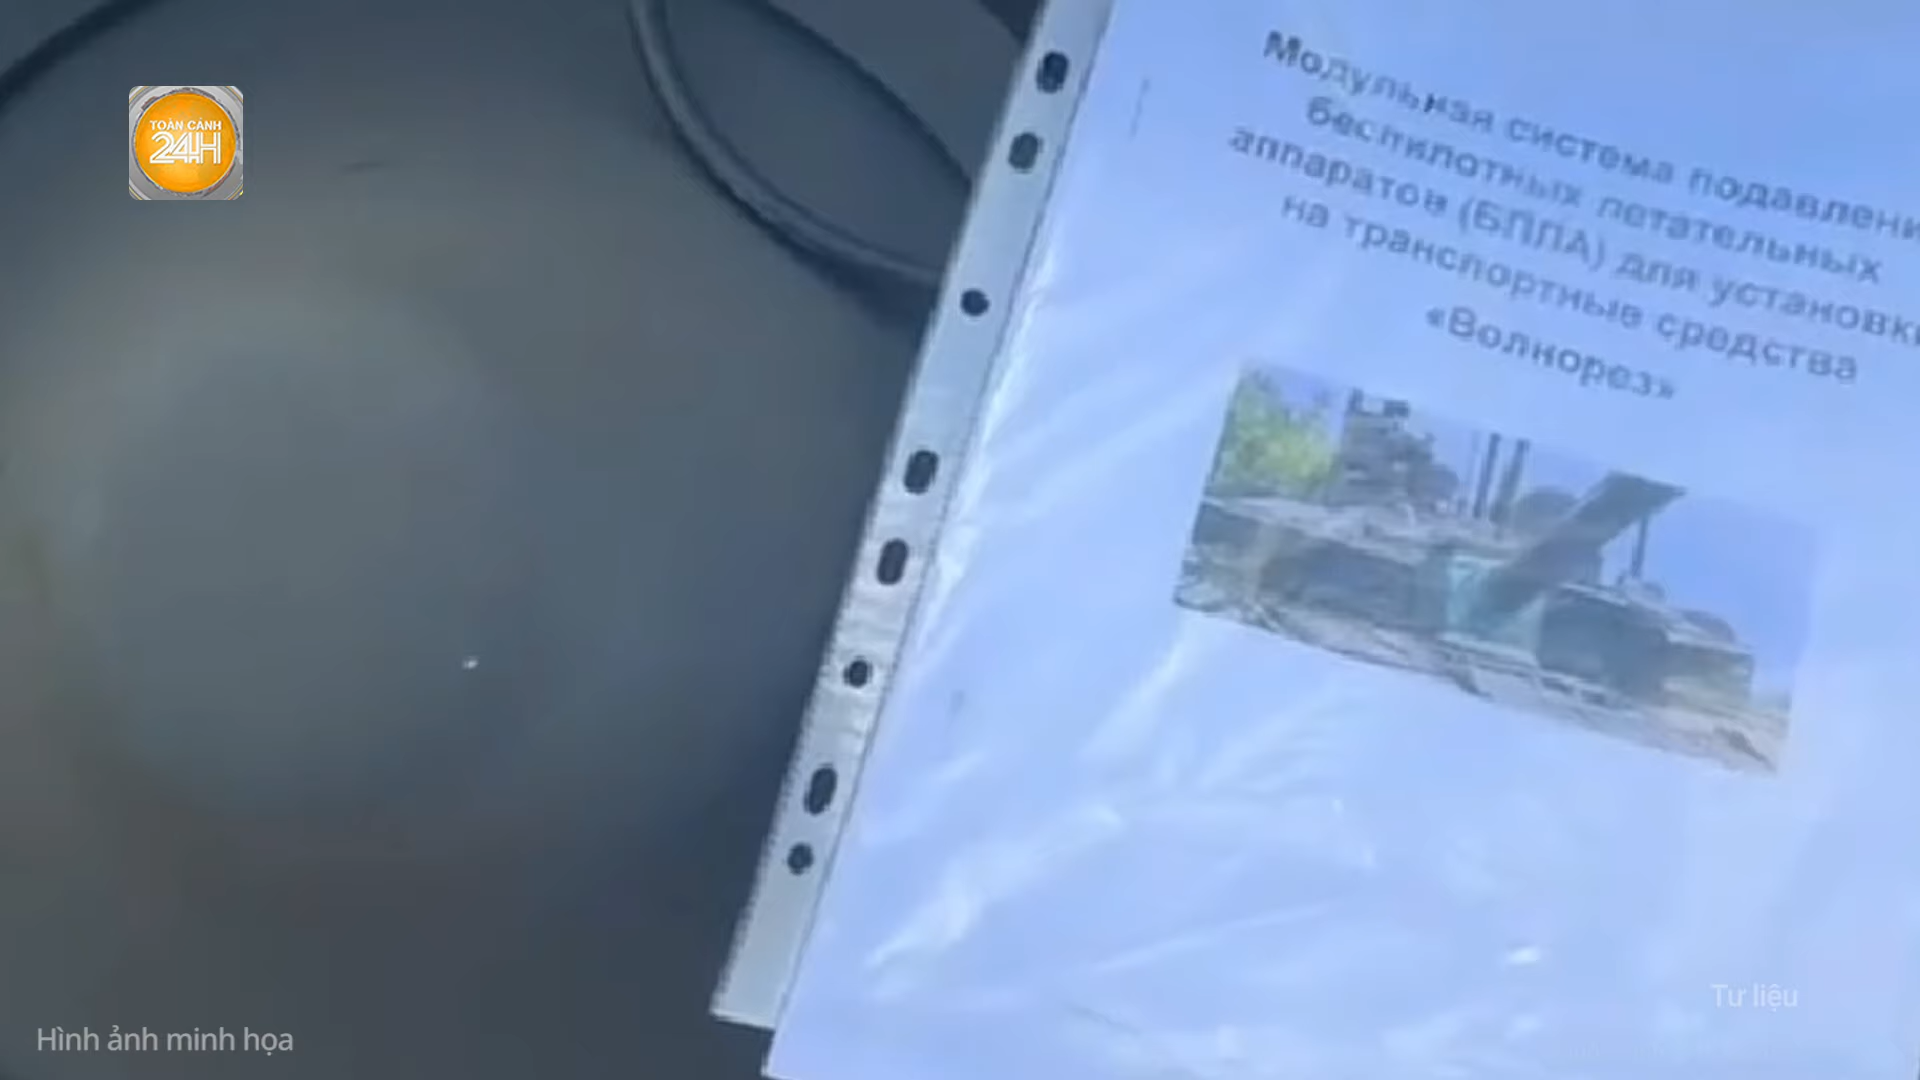 TOÀN CẢNH
24H
Модульная система подавлени
беспилотных летательных
аппаратов (БПЛА) для установки
на транспортные средства
«Волнорез»
Tư liệu
Hình ảnh minh họa